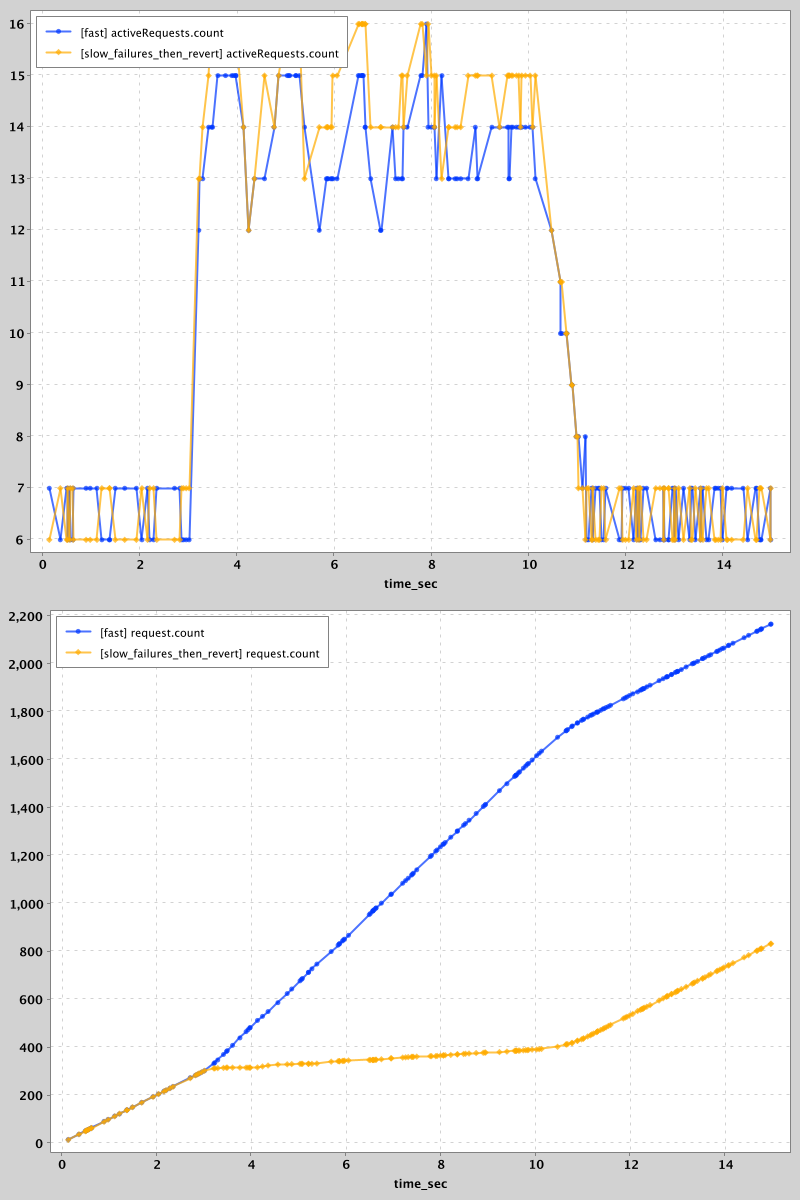 16
[fast] activeRequests.count
[slow_failures_then_revert] activeRequests.count
15
14
13
12
11
10
9
8
7
6
0 2 4 6 8 10 12 14
time_sec
2,200
[fast] request.count
[slow_failures_then_revert] request.count
2,000
1,800
1,600
1,400
1,200
1,000
800
600
400
200
0
0 2 4 6 8 10 12 14
time_sec